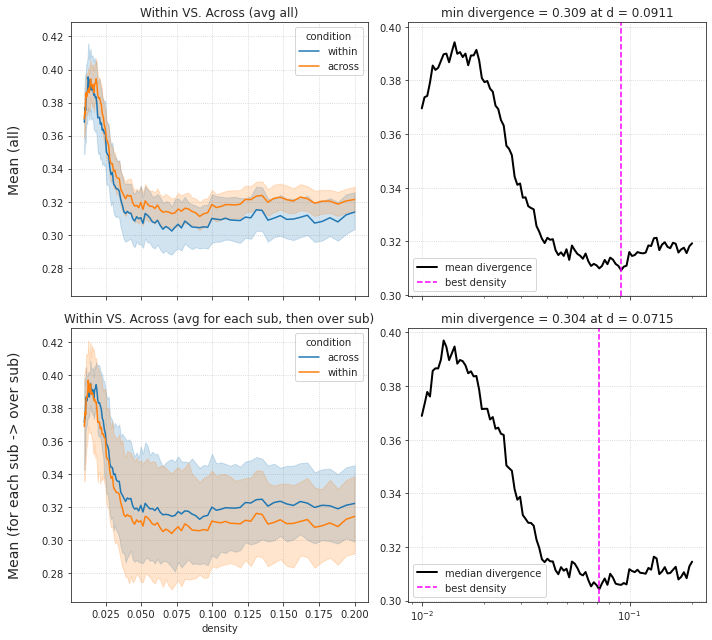 Within VS. Across (avg all)
min divergence = 0.309 at d = 0.0911
Mean (all)
0.42
0.40
0.38
0.36
0.34
0.32
0.30
0.28
condition
within
across
0.40
0.38
0.36
0.34
0.32
0.30
mean divergence
best density
Within VS. Across (avg for each sub, then over sub)
min divergence = 0.304 at d = 0.0715
Mean (for each sub -> over sub)
0.42
0.40
0.38
0.36
0.34
0.32
0.30
0.28
condition
across
within
0.025 0.050 0.075 0.100 0.125 0.150 0.175 0.200
density
0.40
0.38
0.36
0.34
0.32
0.30
median divergence
best density
10⁻² 10⁻¹